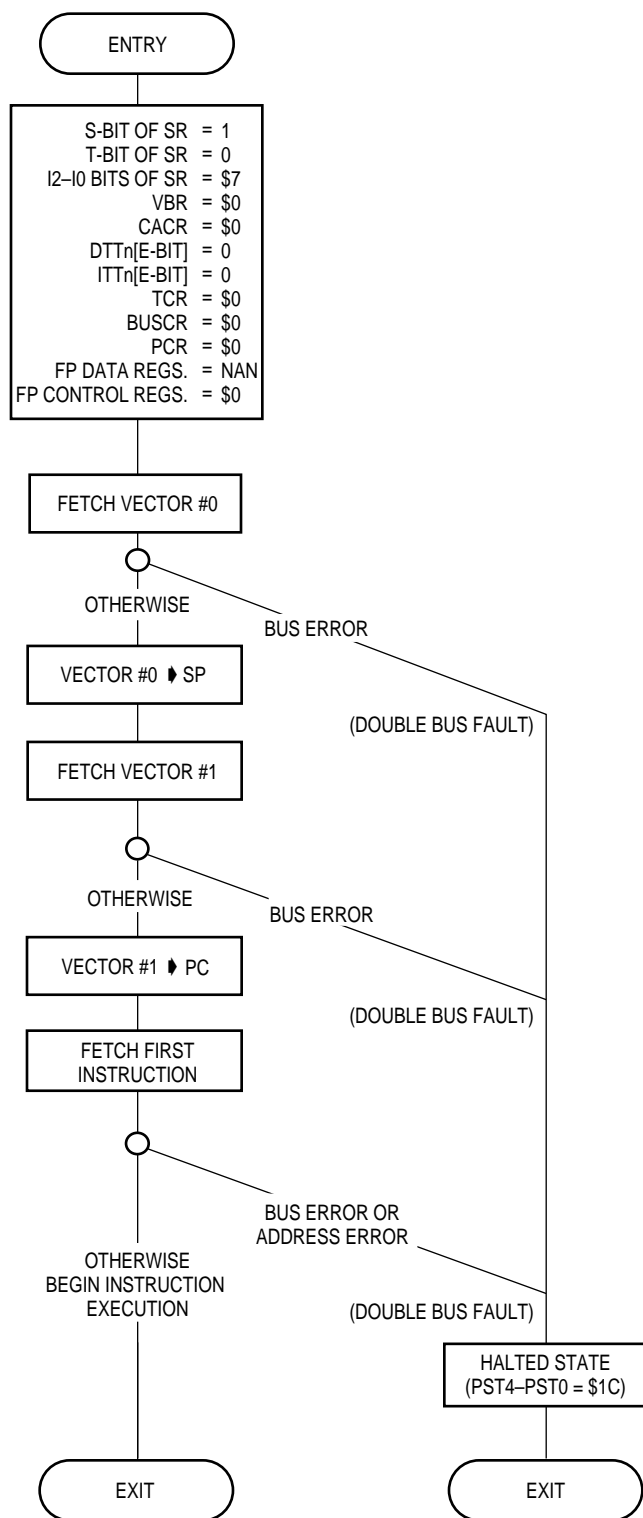 ENTRY
S-BIT OF SR = 1
T-BIT OF SR = 0
I2–I0 BITS OF SR = $7
VBR = $0
CACR = $0
DTTn[E-BIT] = 0
ITTn[E-BIT] = 0
TCR = $0
BUSCR = $0
PCR = $0
FP DATA REGS. = NAN
FP CONTROL REGS. = $0
FETCH VECTOR #0
OTHERWISE
BUS ERROR
VECTOR #0 ➧ SP
(DOUBLE BUS FAULT)
FETCH VECTOR #1
OTHERWISE
BUS ERROR
VECTOR #1 ➧ PC
(DOUBLE BUS FAULT)
FETCH FIRST
INSTRUCTION
BUS ERROR OR
ADDRESS ERROR
OTHERWISE
BEGIN INSTRUCTION
EXECUTION
(DOUBLE BUS FAULT)
HALTED STATE
(PST4–PST0 = $1C)
EXIT
EXIT